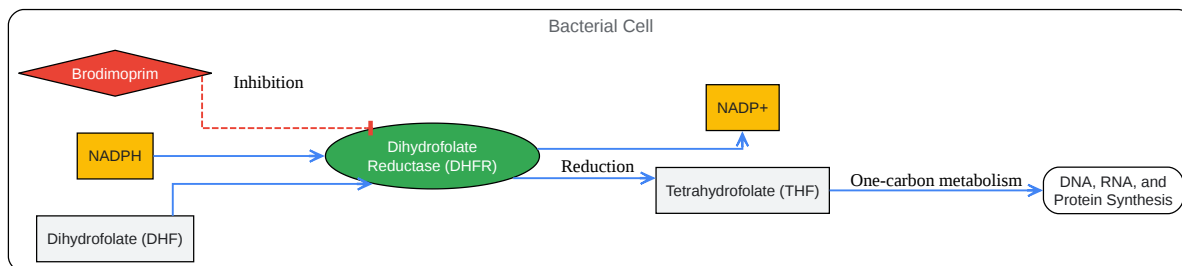 Bacterial Cell
Brodimoprim
Inhibition
NADPH
Dihydrofolate (DHF)
Dihydrofolate
Reductase (DHFR)
NADP+
Reduction
Tetrahydrofolate (THF)
One-carbon metabolism
DNA, RNA, and
Protein Synthesis